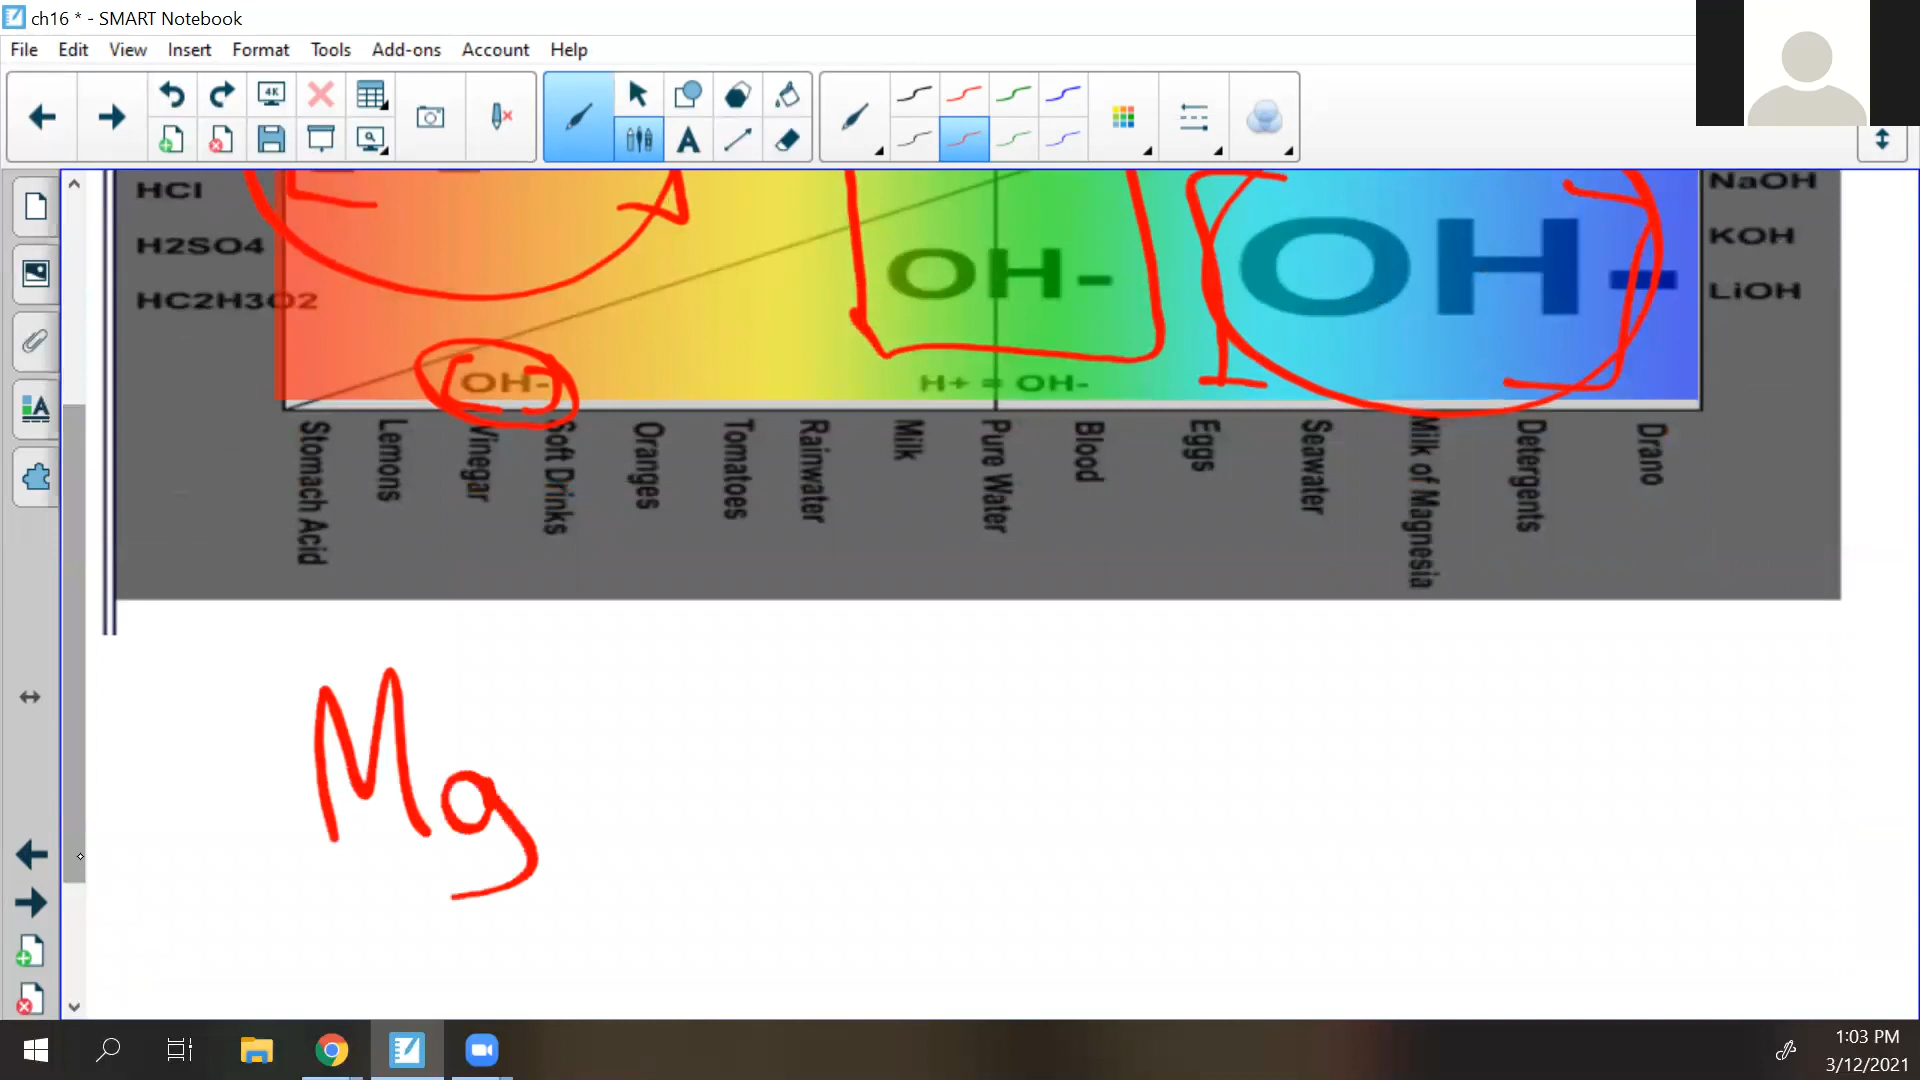 ch16 * - SMART Notebook
File Edit View Insert Format Tools Add-ons Account Help
4K
A
A
HCl
NaOH
H2SO4
KOH
HC2H3O2
LiOH
OH-
OH-
OH-
H+ = OH-
Stomach Acid
Lemons
Vinegar
Soft Drinks
Oranges
Tomatoes
Rainwater
Milk
Pure Water
Blood
Eggs
Seawater
Milk of Magnesia
Detergents
Drano
Mg
1:03 PM
3/12/2021